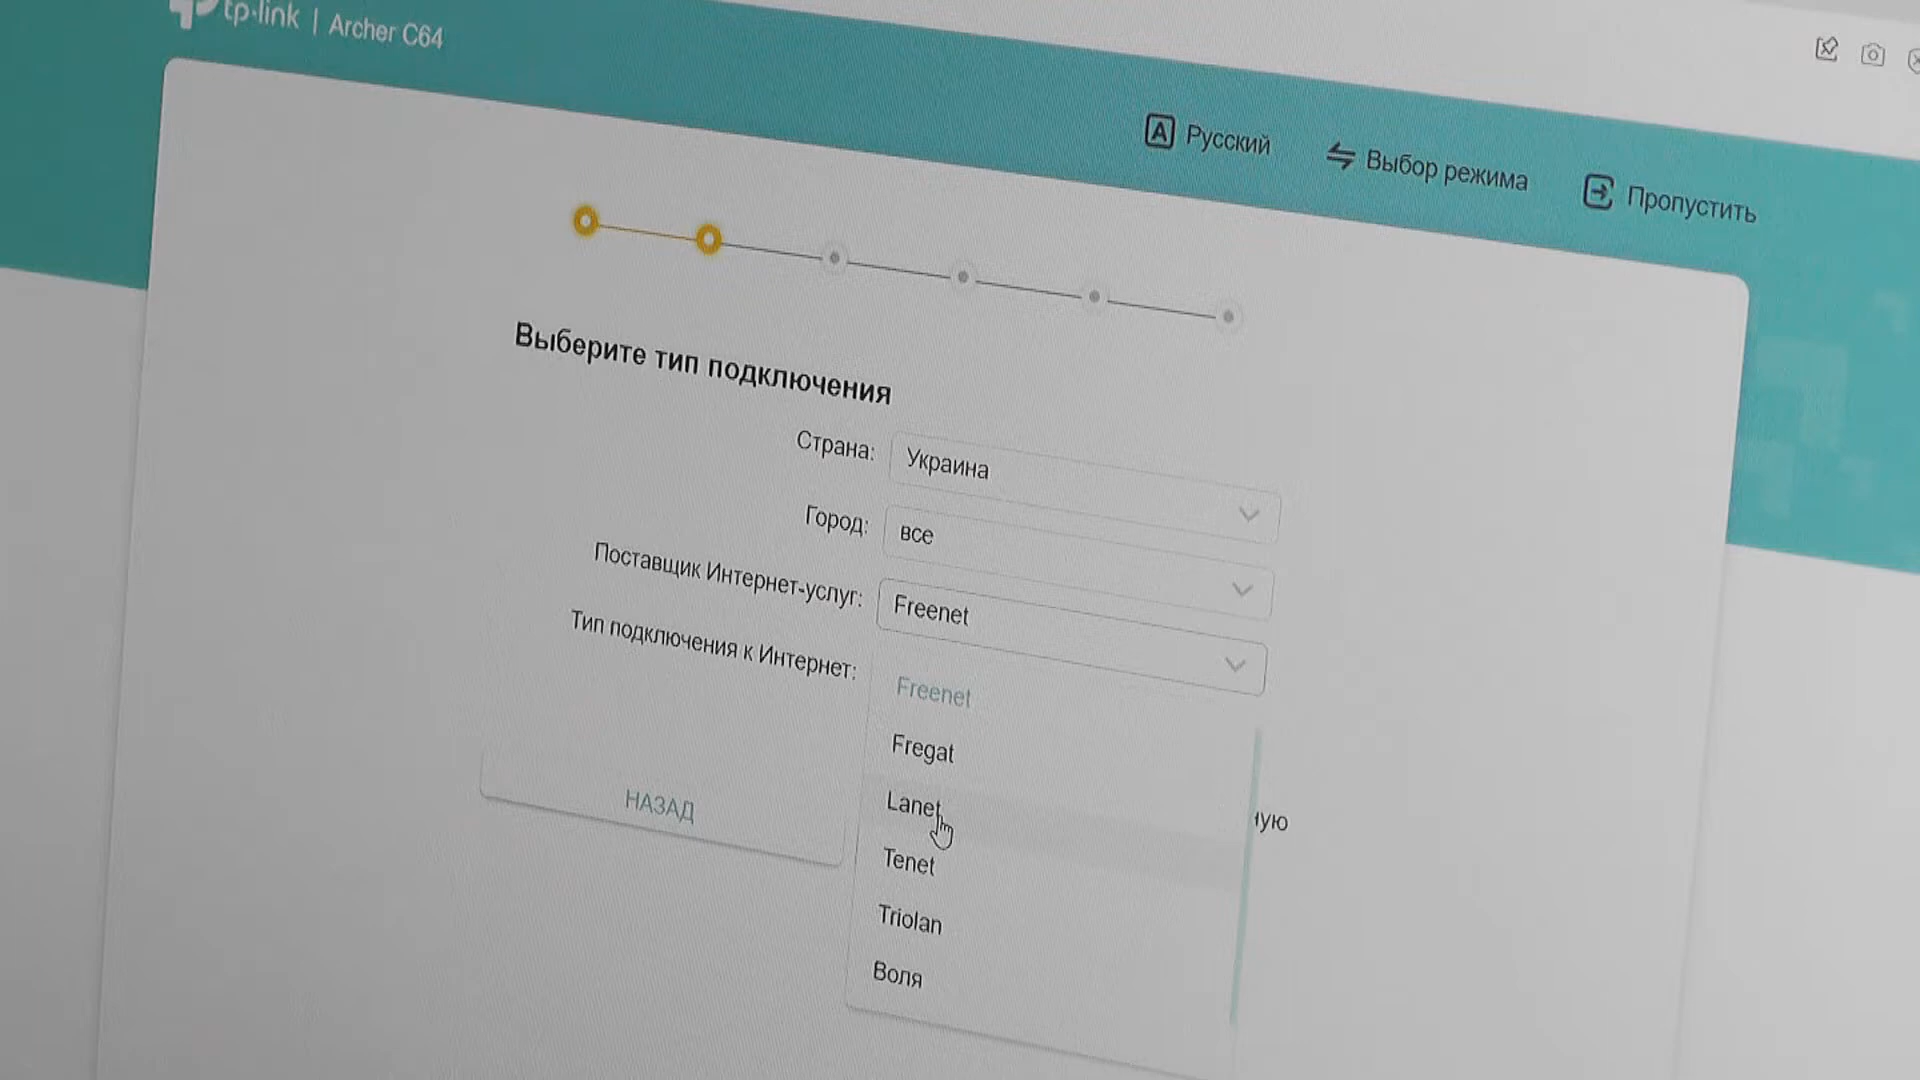 tp-link | Archer C64
Русский
Выбор режима
Пропустить
Выберите тип подключения
Страна: Украина
Город: все
Поставщик Интернет-услуг: Freenet
Тип подключения к Интернет:
Freenet
Fregat
Lanet
Tenet
Triolan
Воля
НАЗАД